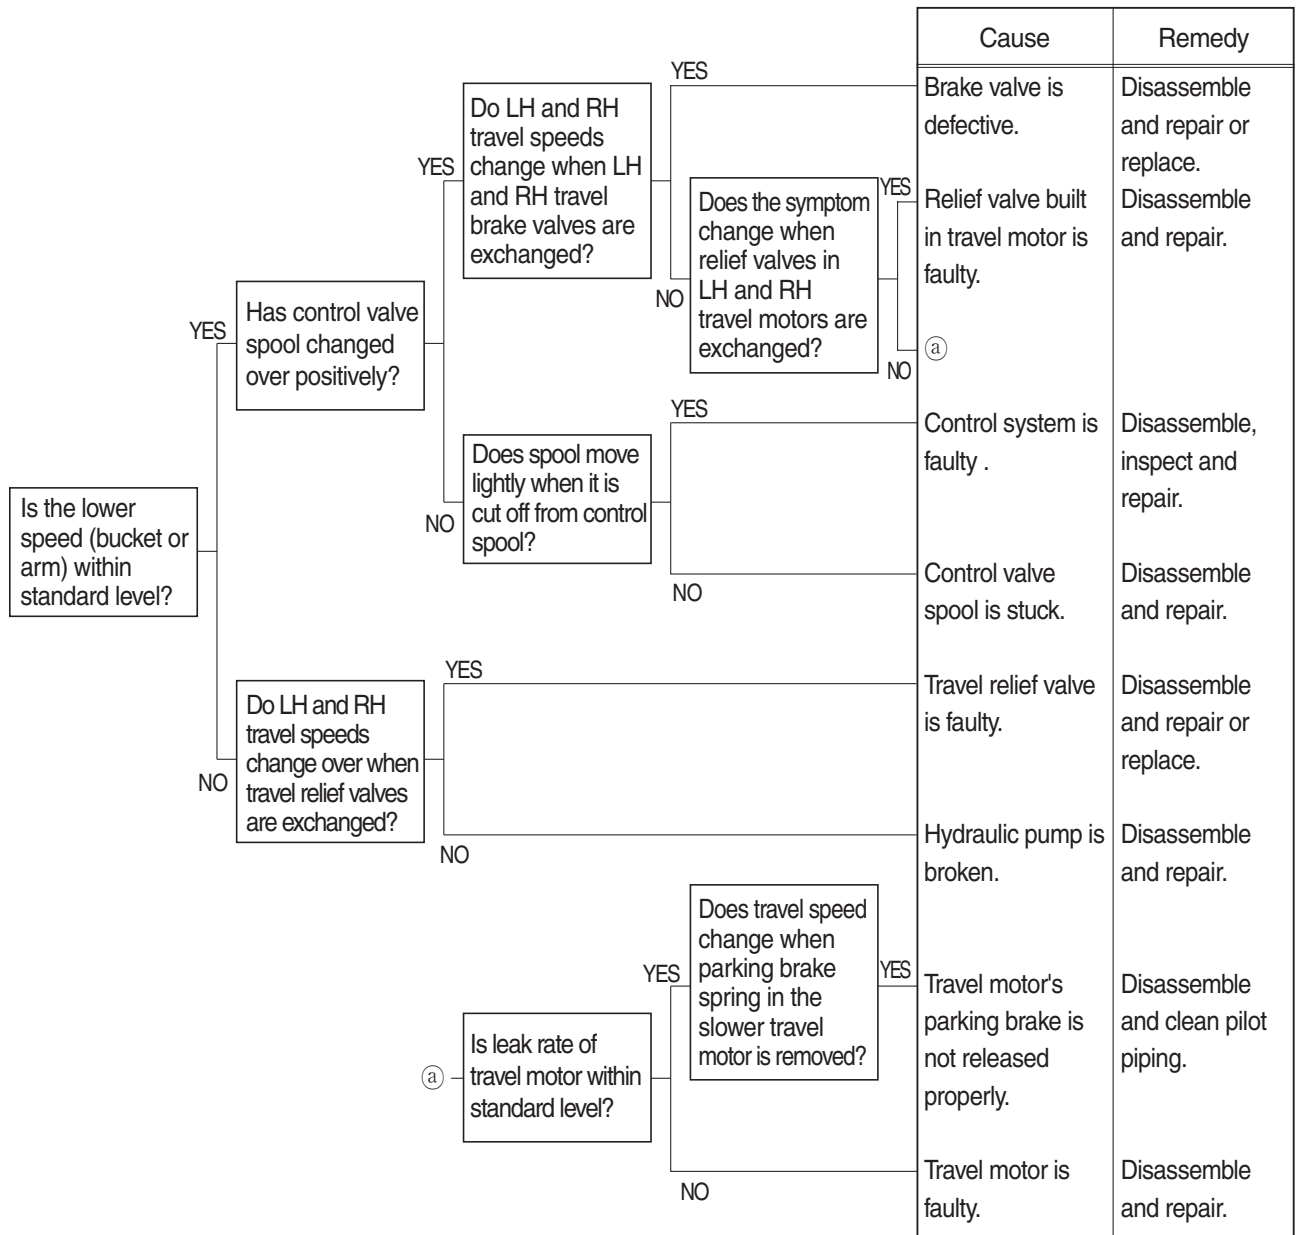 Cause
Remedy
YES
Brake valve is
defective.
Disassemble
and repair or
replace.
Do LH and RH
travel speeds
change when LH
and RH travel
brake valves are
exchanged?
YES
NO
Does the symptom
change when
relief valves in
LH and RH
travel motors are
exchanged?
YES
Relief valve built
in travel motor is
faulty.
Disassemble
and repair.
NO
ⓐ
YES
Has control valve
spool changed
over positively?
NO
Does spool move
lightly when it is
cut off from control
spool?
YES
Control system is
faulty .
Disassemble,
inspect and
repair.
NO
Control valve
spool is stuck.
Disassemble
and repair.
Is the lower
speed (bucket or
arm) within
standard level?
NO
Do LH and RH
travel speeds
change over when
travel relief valves
are exchanged?
YES
Travel relief valve
is faulty.
Disassemble
and repair or
replace.
NO
Hydraulic pump is
broken.
Disassemble
and repair.
ⓐ
Is leak rate of
travel motor within
standard level?
YES
Does travel speed
change when
parking brake
spring in the
slower travel
motor is removed?
YES
Travel motor's
parking brake is
not released
properly.
Disassemble
and clean pilot
piping.
NO
Travel motor is
faulty.
Disassemble
and repair.